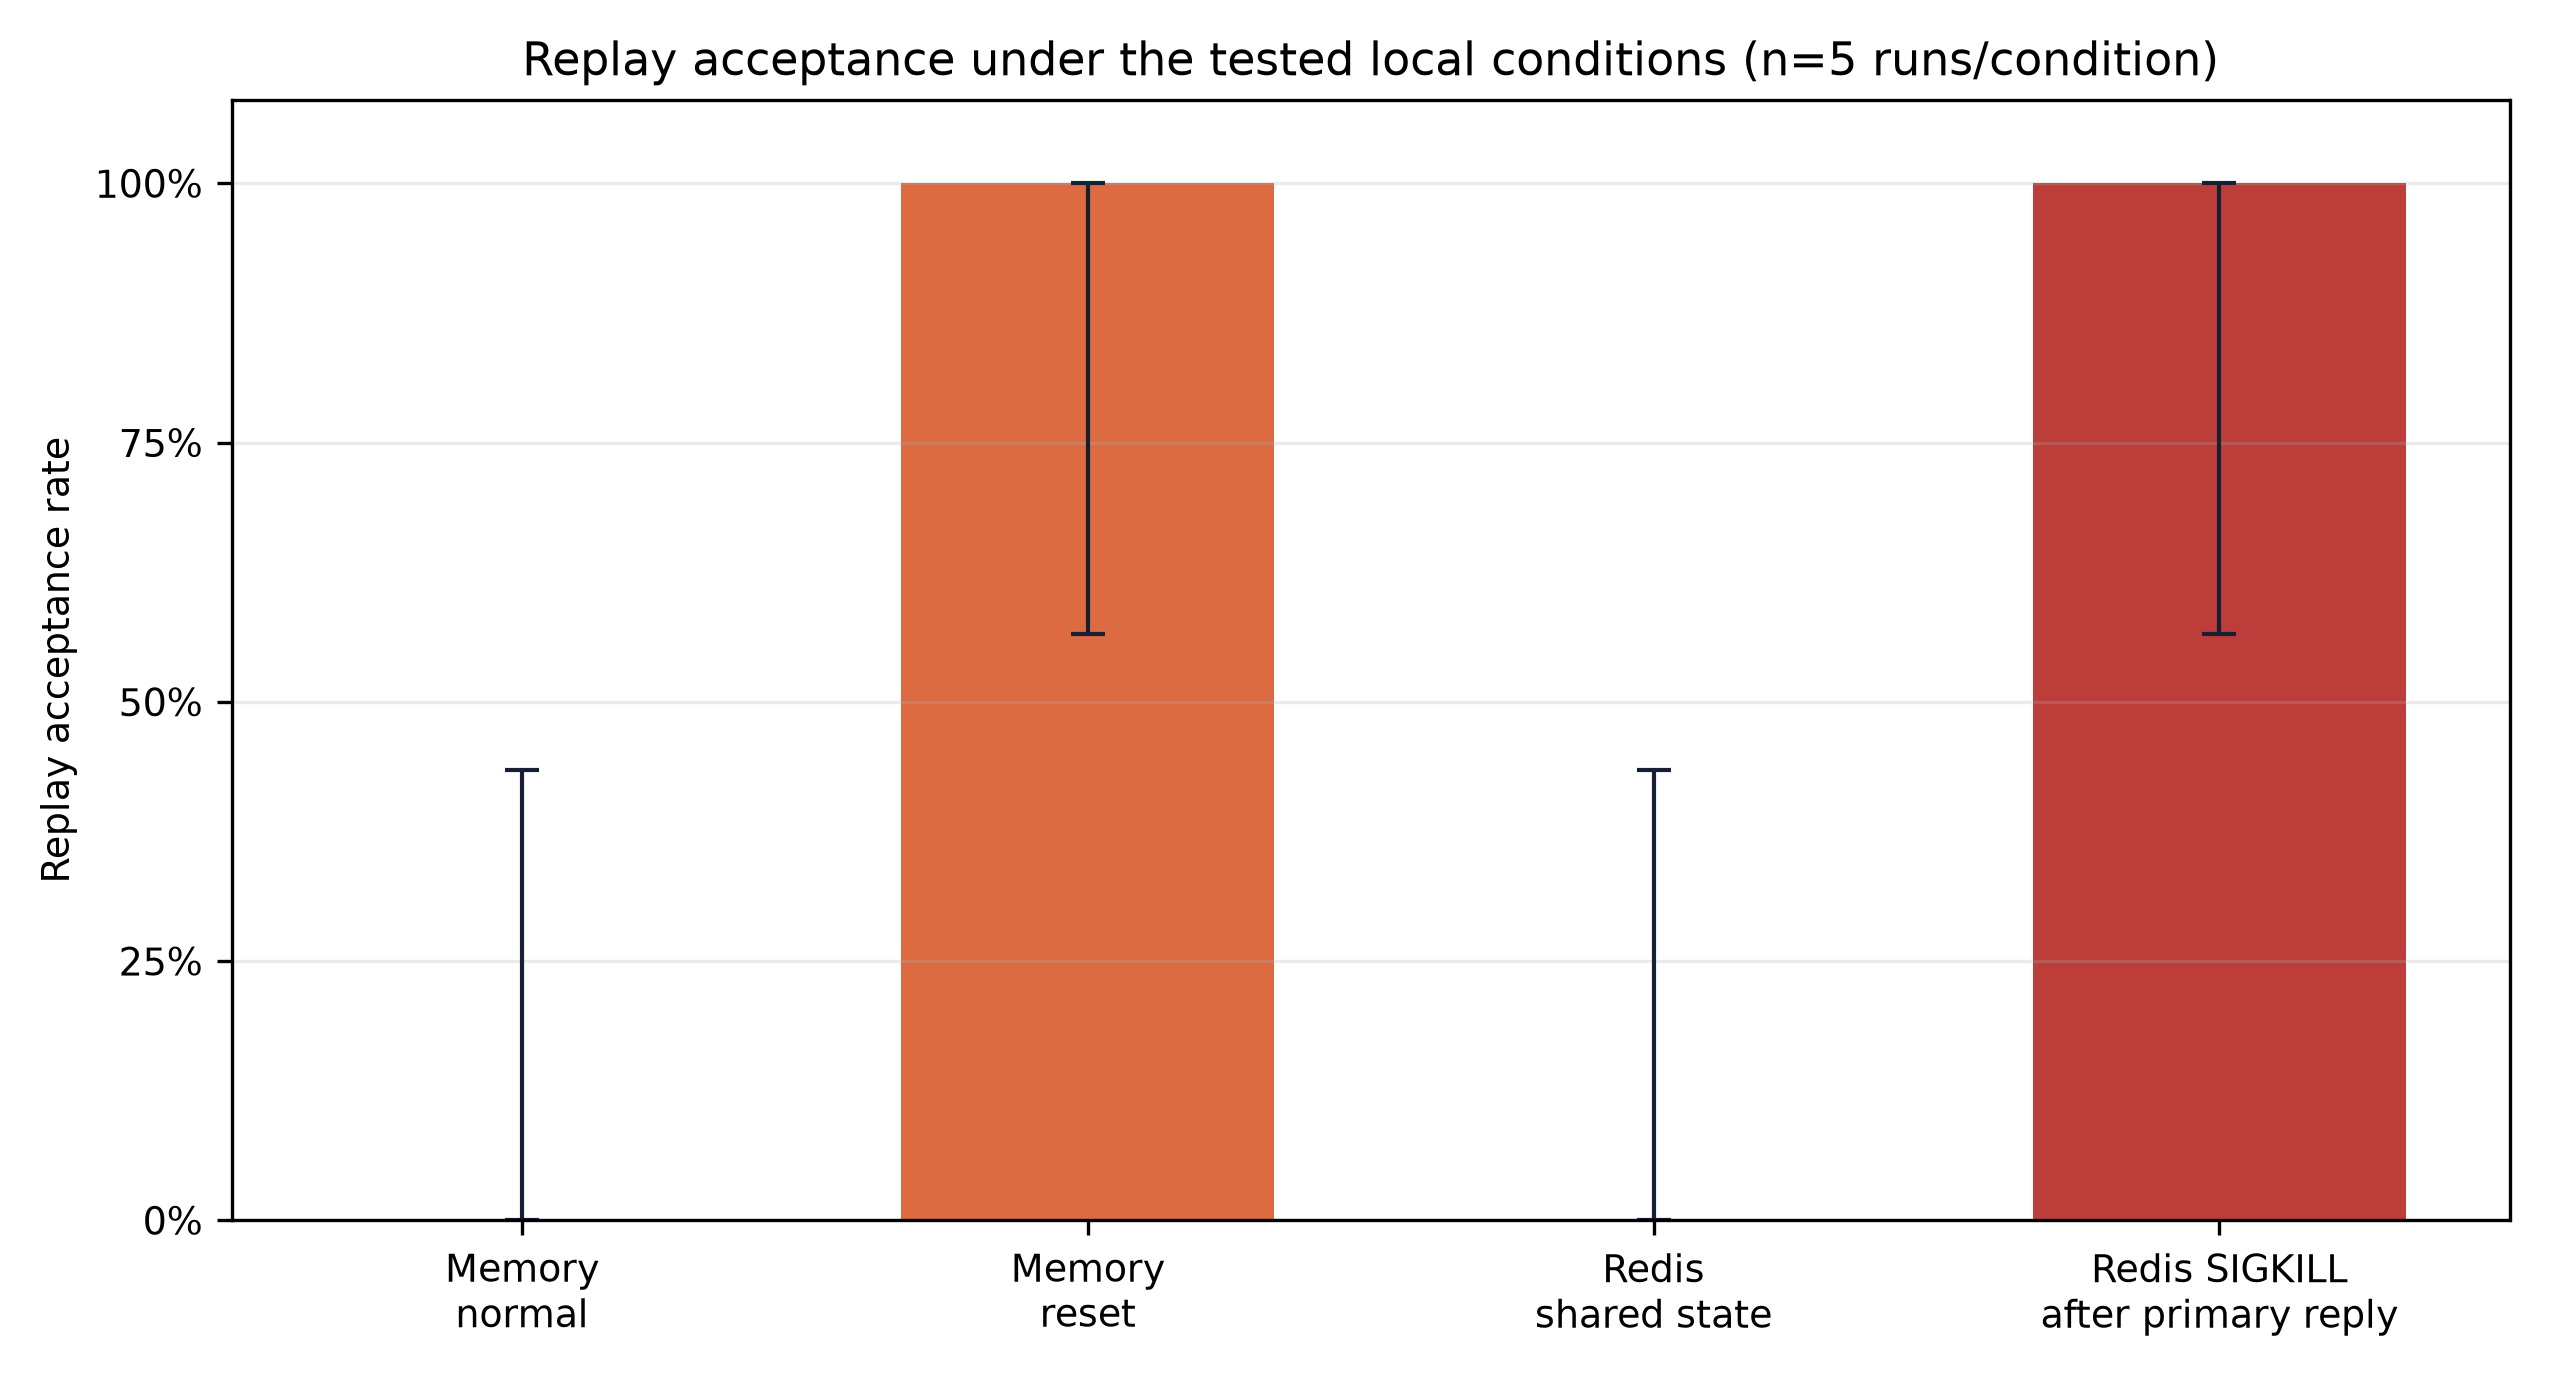 Replay acceptance under the tested local conditions (n=5 runs/condition)
Replay acceptance rate
100%
75%
50%
25%
0%
Memory
normal
Memory
reset
Redis
shared state
Redis SIGKILL
after primary reply